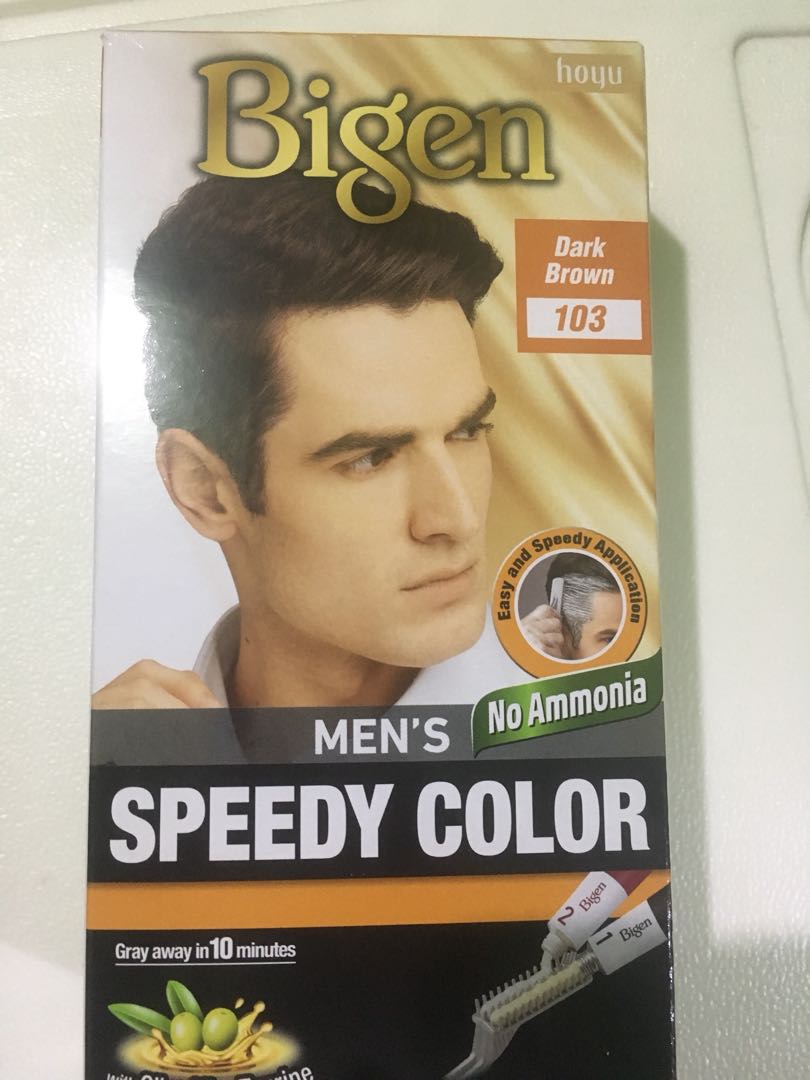 hoyu
Bigen
Dark
Brown
103
Easy and Speedy Application
No Ammonia
MEN'S
SPEEDY COLOR
2 Bigen
1 Bigen
Gray away in 10 minutes